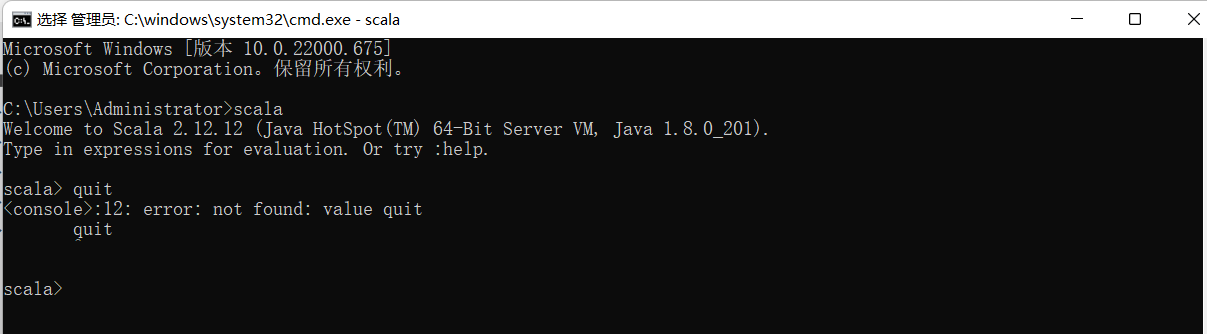 选择 管理员: C:\windows\system32\cmd.exe - scala
Microsoft Windows [版本 10.0.22000.675]
(c) Microsoft Corporation。保留所有权利。
C:\Users\Administrator>scala
Welcome to Scala 2.12.12 (Java HotSpot(TM) 64-Bit Server VM, Java 1.8.0_201).
Type in expressions for evaluation. Or try :help.
scala> quit
<console>:12: error: not found: value quit
       quit
       ^
scala>